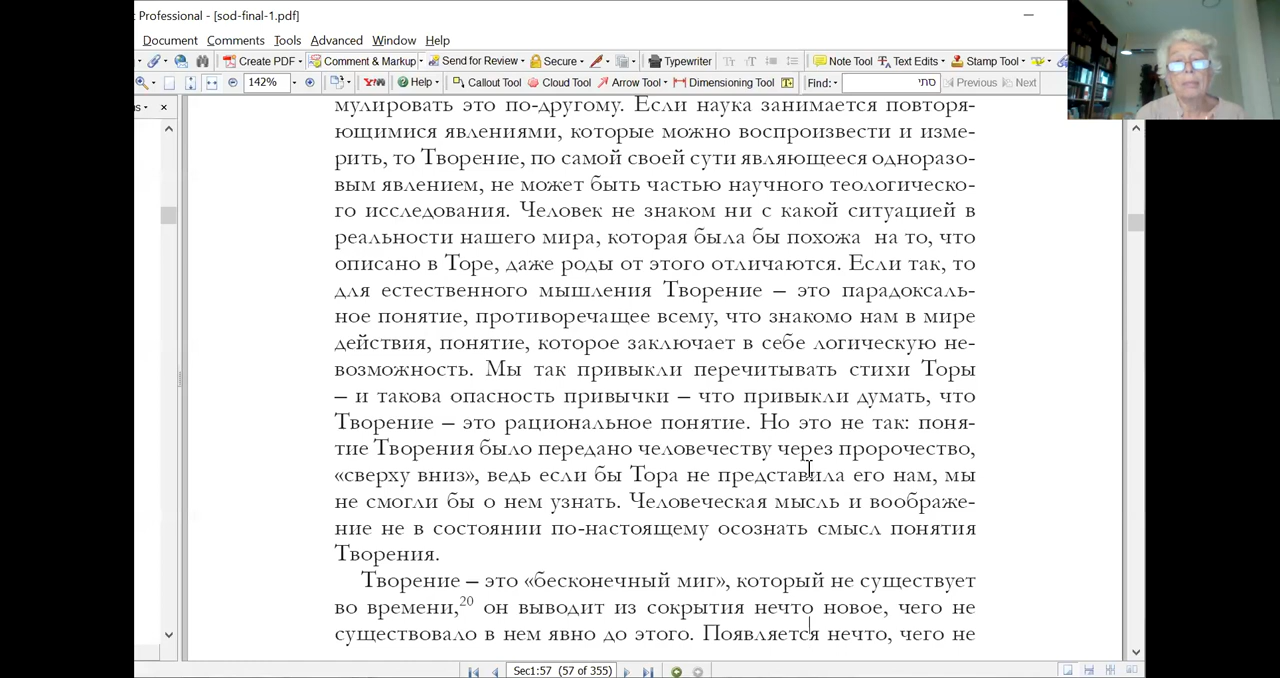 Professional - [sod-final-1.pdf]
Document Comments Tools Advanced Window Help
Create PDF Comment & Markup Send for Review Secure Typewriter Note Tool Text Edits Stamp Tool
142% Help Callout Tool Cloud Tool Arrow Tool Dimensioning Tool Find: סתי Previous Next
мулировать это по-другому. Если наука занимается повторя-
ющимися явлениями, которые можно воспроизвести и изме-
рить, то Творение, по самой своей сути являющееся одноразо-
вым явлением, не может быть частью научного теологическо-
го исследования. Человек не знаком ни с какой ситуацией в
реальности нашего мира, которая была бы похожа на то, что
описано в Торе, даже роды от этого отличаются. Если так, то
для естественного мышления Творение – это парадоксаль-
ное понятие, противоречащее всему, что знакомо нам в мире
действия, понятие, которое заключает в себе логическую не-
возможность. Мы так привыкли перечитывать стихи Торы
– и такова опасность привычки – что привыкли думать, что
Творение – это рациональное понятие. Но это не так: поня-
тие Творения было передано человечеству через пророчество,
«сверху вниз», ведь если бы Тора не представила его нам, мы
не смогли бы о нем узнать. Человеческая мысль и воображе-
ние не в состоянии по-настоящему осознать смысл понятия
Творения.
Творение – это «бесконечный миг», который не существует
во времени,20 он выводит из сокрытия нечто новое, чего не
существовало в нем явно до этого. Появляется нечто, чего не
Sec1:57 (57 of 355)